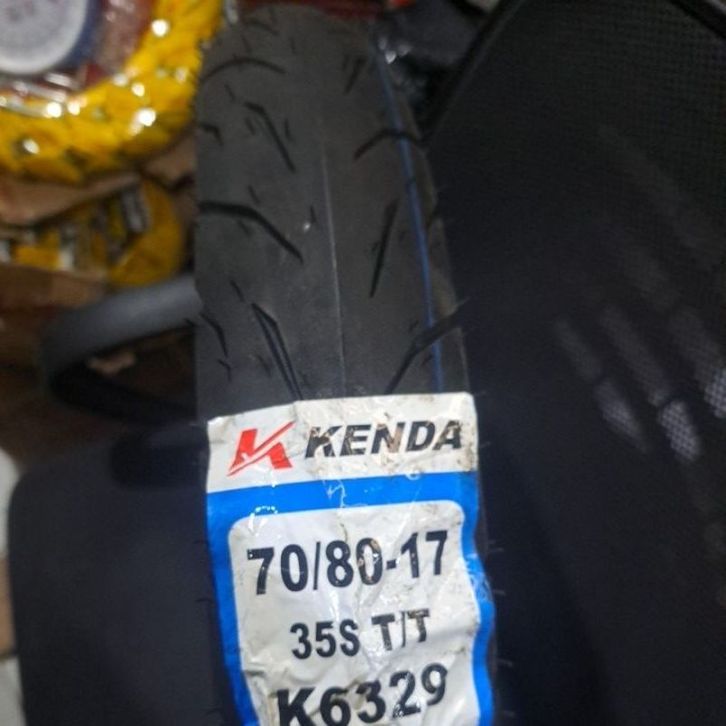 KENDA
70/80-17
35S T/T
K6329